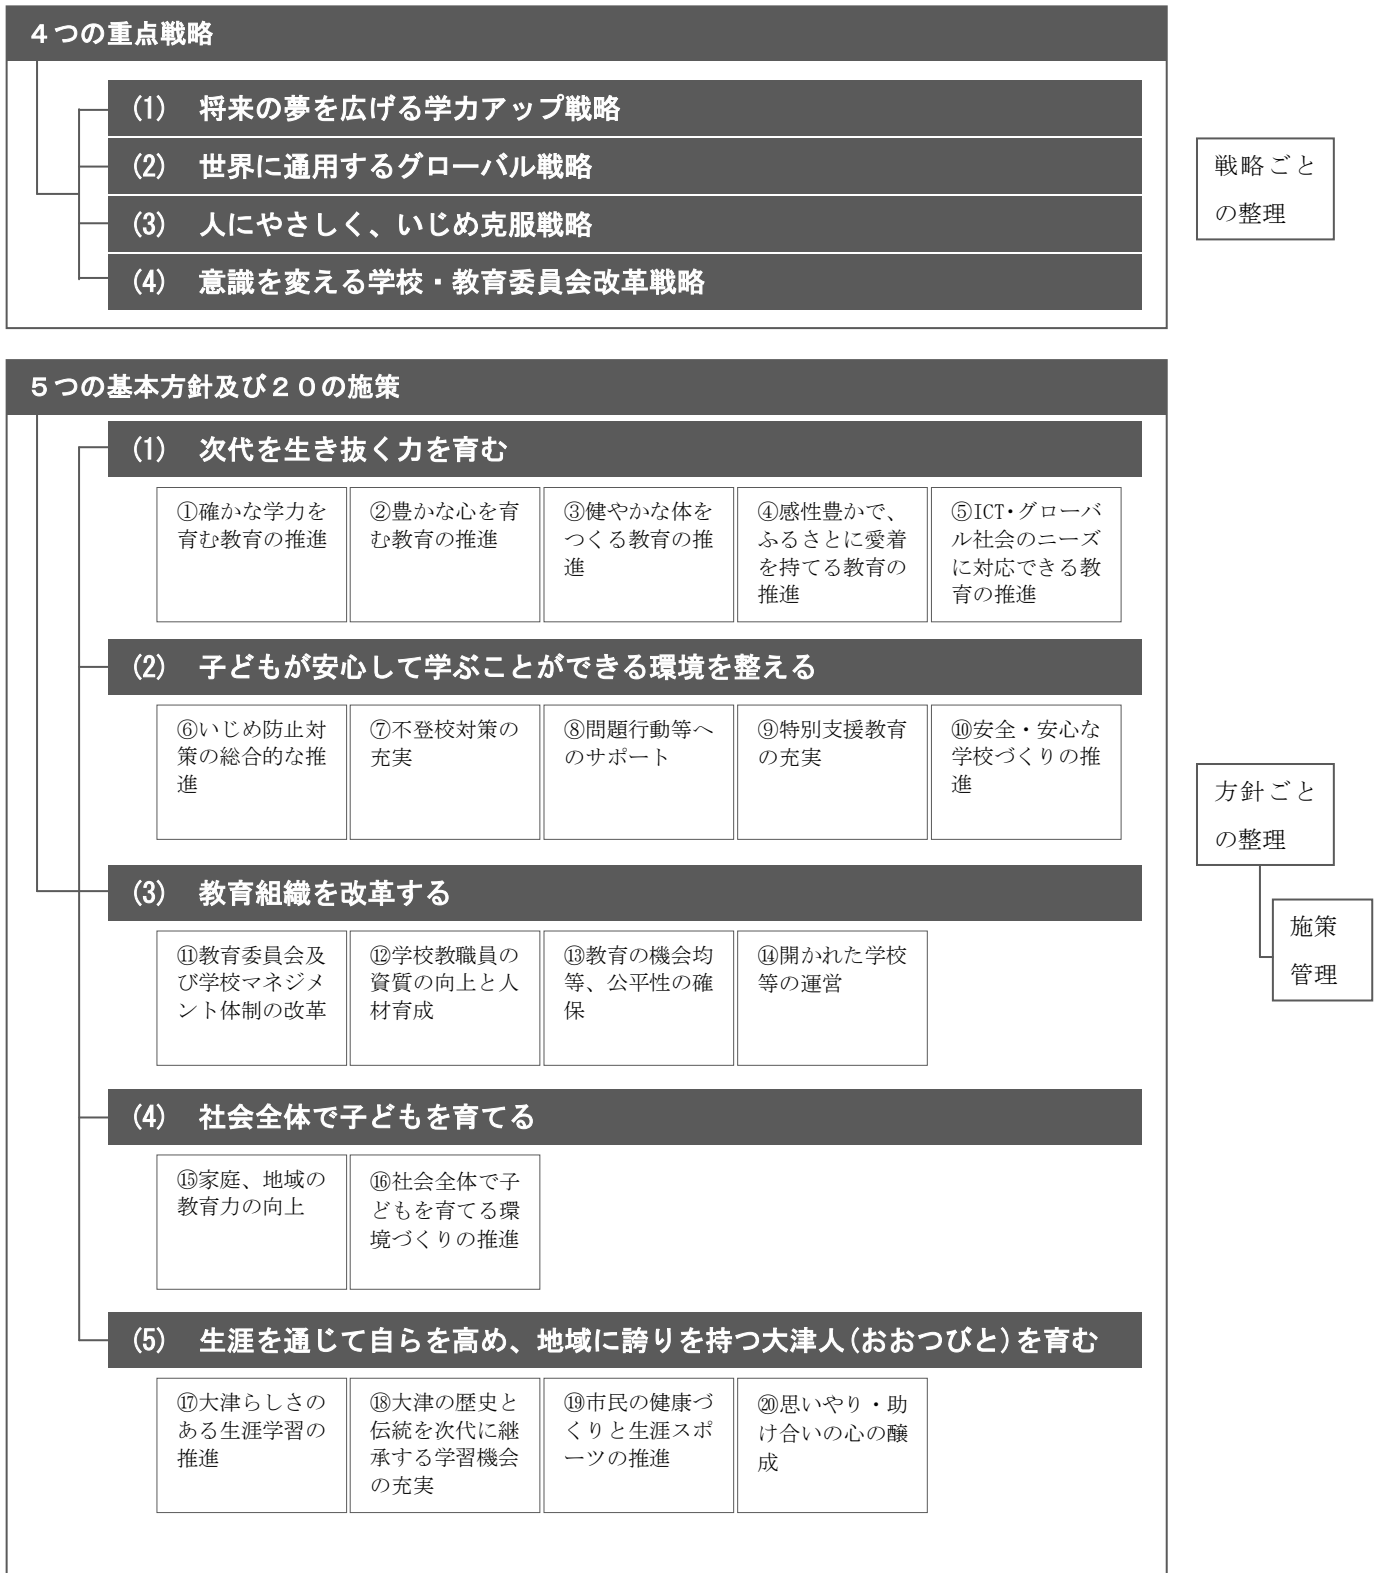 ４つの重点戦略
(1) 将来の夢を広げる学力アップ戦略
(2) 世界に通用するグローバル戦略
(3) 人にやさしく、いじめ克服戦略
(4) 意識を変える学校・教育委員会改革戦略
戦略ごと
の整理
５つの基本方針及び２０の施策
(1) 次代を生き抜く力を育む
①確かな学力を
育む教育の推進
②豊かな心を育
む教育の推進
③健やかな体を
つくる教育の推
進
④感性豊かで、
ふるさとに愛着
を持てる教育の
推進
⑤ICT・グローバ
ル社会のニーズ
に対応できる教
育の推進
(2) 子どもが安心して学ぶことができる環境を整える
⑥いじめ防止対
策の総合的な推
進
⑦不登校対策の
充実
⑧問題行動等へ
のサポート
⑨特別支援教育
の充実
⑩安全・安心な
学校づくりの推
進
方針ごと
の整理
施策
管理
(3) 教育組織を改革する
⑪教育委員会及
び学校マネジメ
ント体制の改革
⑫学校教職員の
資質の向上と人
材育成
⑬教育の機会均
等、公平性の確
保
⑭開かれた学校
等の運営
(4) 社会全体で子どもを育てる
⑮家庭、地域の
教育力の向上
⑯社会全体で子
どもを育てる環
境づくりの推進
(5) 生涯を通じて自らを高め、地域に誇りを持つ大津人(おおつびと)を育む
⑰大津らしさの
ある生涯学習の
推進
⑱大津の歴史と
伝統を次代に継
承する学習機会
の充実
⑲市民の健康づ
くりと生涯スポ
ーツの推進
⑳思いやり・助
け合いの心の醸
成